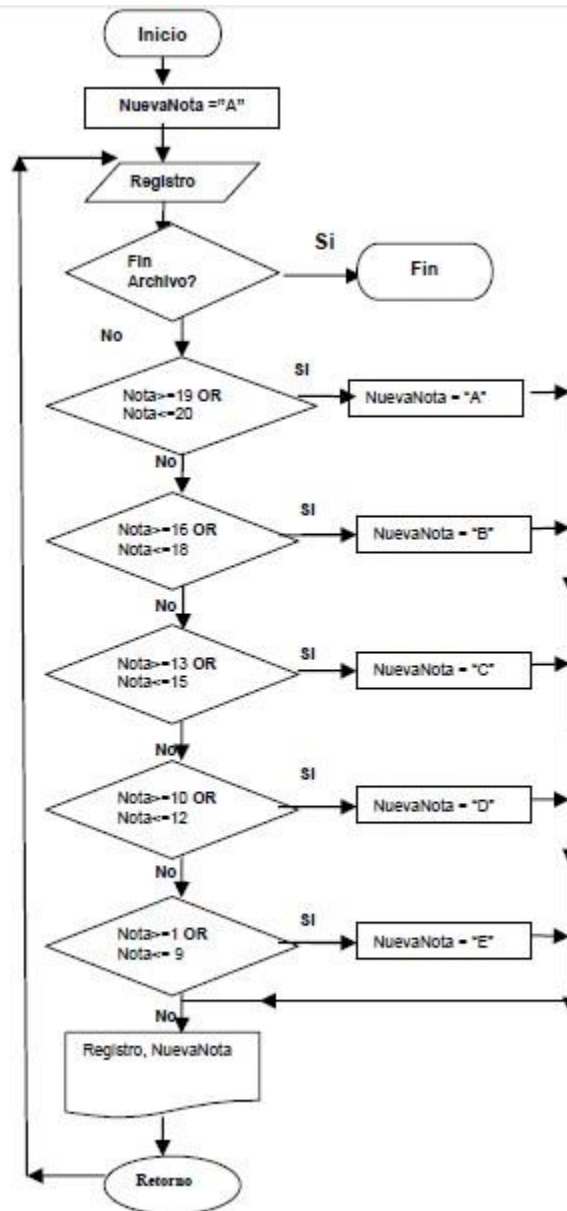 Inicio
NuevaNota ="A"
Registro
Fin
Archivo?
Si
Fin
No
Nota>=19 OR
Nota<=20
SI
NuevaNota = "A"
No
Nota>=16 OR
Nota<=18
SI
NuevaNota = "B"
No
Nota>=13 OR
Nota<=15
SI
NuevaNota = "C"
No
Nota>=10 OR
Nota<=12
SI
NuevaNota = "D"
No
Nota>=1 OR
Nota<= 9
SI
NuevaNota = "E"
No
Registro, NuevaNota
Retorno